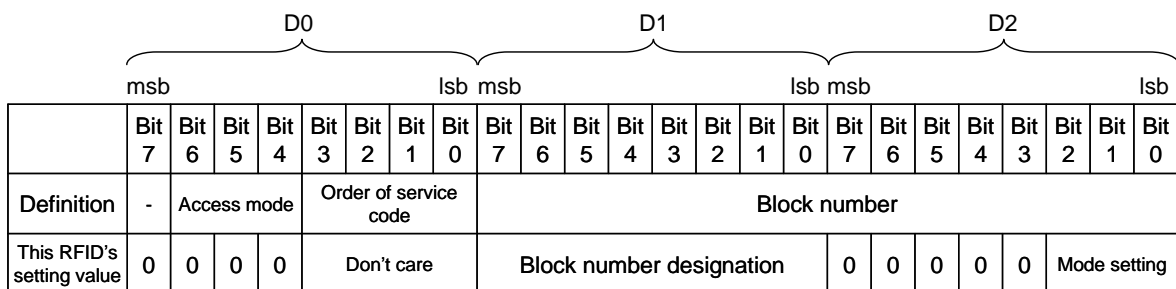 D0 D1 D2
msb lsb msb lsb msb lsb
Bit 7 Bit 6 Bit 5 Bit 4 Bit 3 Bit 2 Bit 1 Bit 0 Bit 7 Bit 6 Bit 5 Bit 4 Bit 3 Bit 2 Bit 1 Bit 0 Bit 7 Bit 6 Bit 5 Bit 4 Bit 3 Bit 2 Bit 1 Bit 0
Definition - Access mode Order of service code Block number
This RFID's setting value 0 0 0 0 Don't care Block number designation 0 0 0 0 0 Mode setting